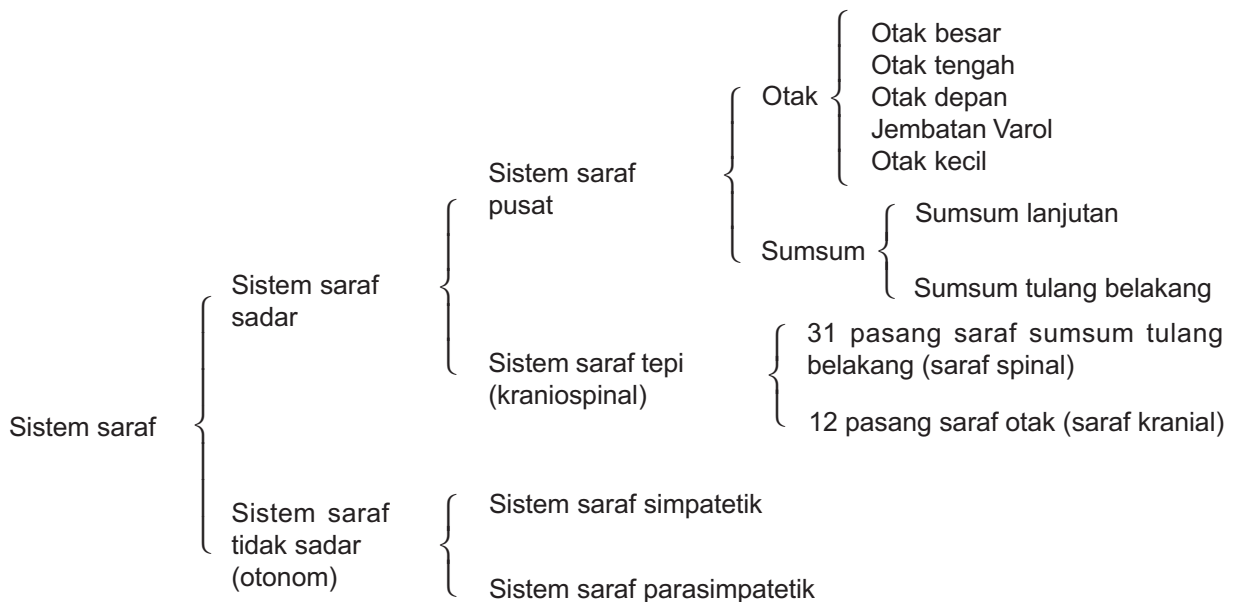 Otak besar
Otak tengah
Otak depan
Jembatan Varol
Otak kecil
Otak
Sistem saraf
pusat
Sumsum lanjutan
Sumsum
Sumsum tulang belakang
Sistem saraf
sadar
31 pasang saraf sumsum tulang
belakang (saraf spinal)
Sistem saraf tepi
(kraniospinal)
12 pasang saraf otak (saraf kranial)
Sistem saraf
Sistem saraf simpatetik
Sistem saraf
tidak sadar
(otonom)
Sistem saraf parasimpatetik